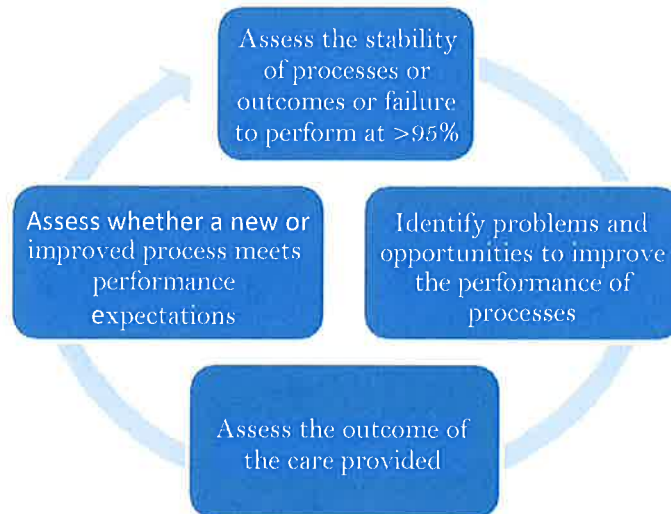 Assess the stability
of processes or
outcomes or failure
to perform at >95%
Identify problems and
opportunities to improve
the performance of
processes
Assess the outcome of
the care provided
Assess whether a new or
improved process meets
performance
expectations